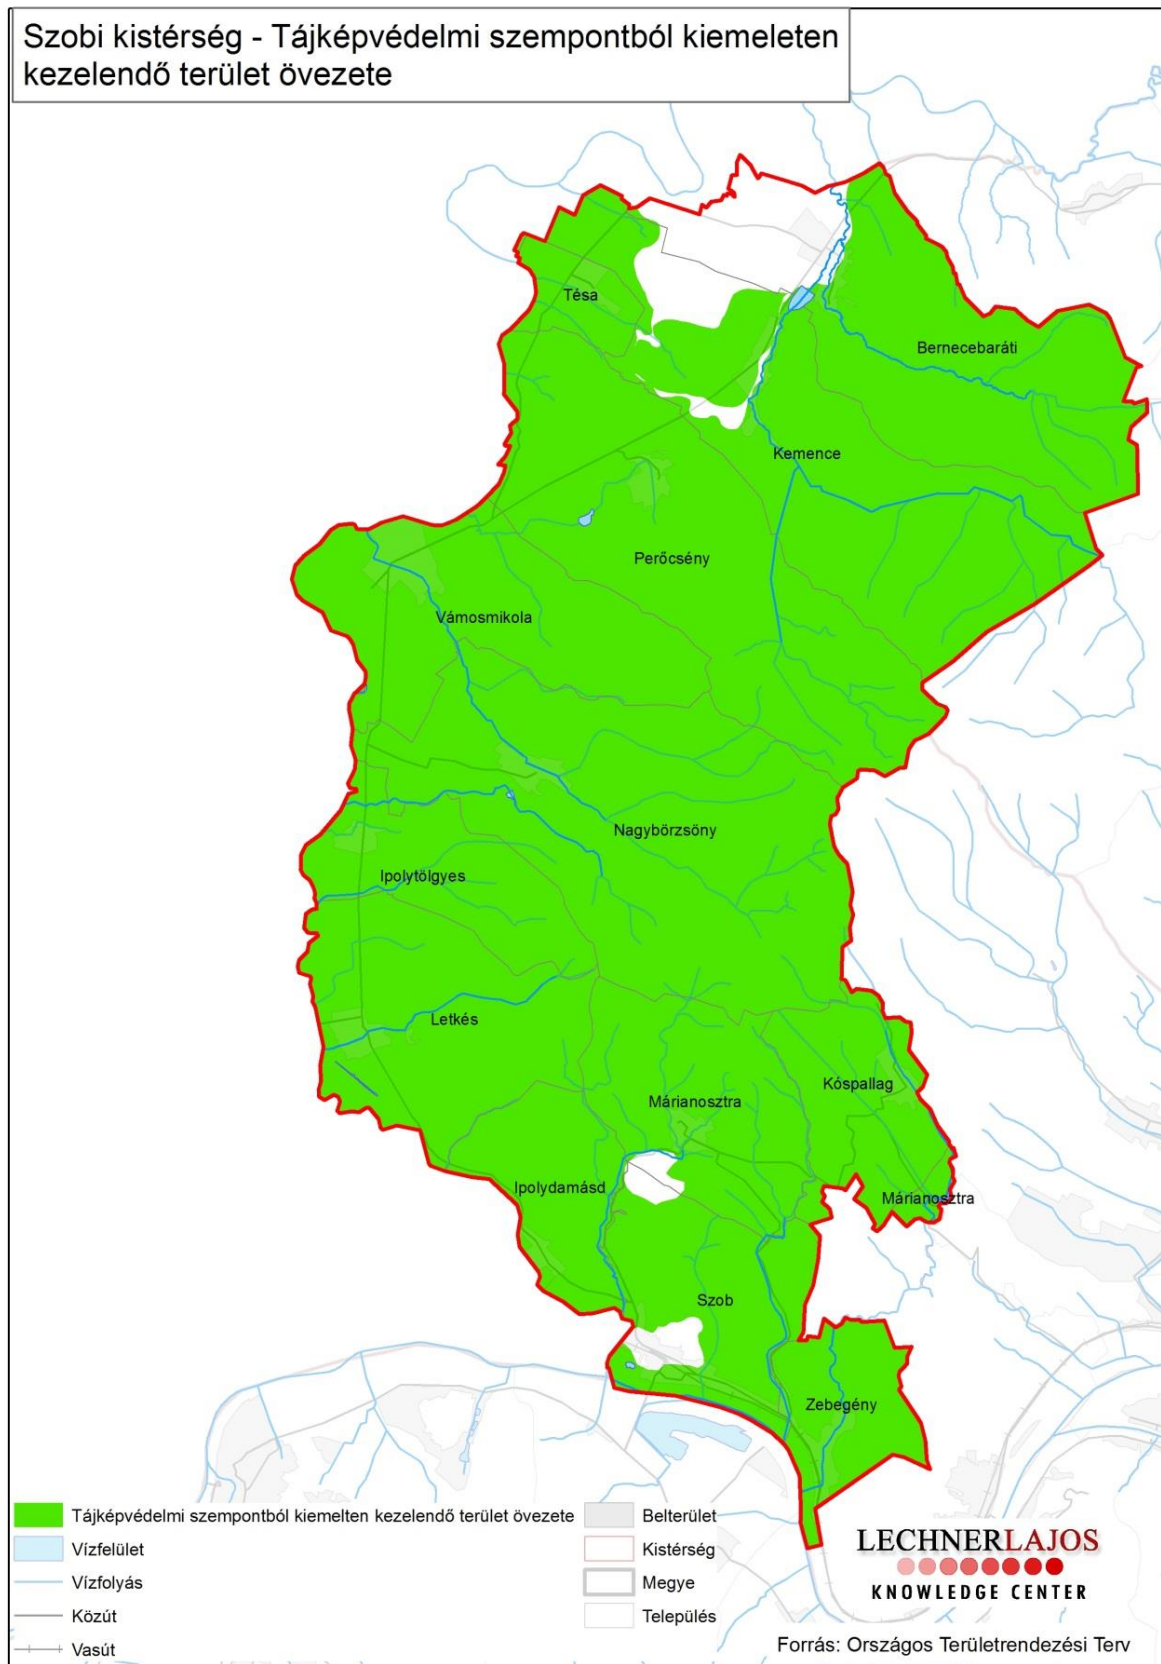 Szobi kistérség - Tájképvédelmi szempontból kiemeleten
kezelendő terület övezete
Tésa
Bernecebaráti
Kemence
Perőcsény
Vámosmikola
Nagybörzsöny
Ipolytölgyes
Letkés
Kóspallag
Márianosztra
Ipolydamásd
Márianosztra
Szob
Zebegény
Tájképvédelmi szempontból kiemelten kezelendő terület övezete
Vízfelület
Vízfolyás
Közút
Vasút
Belterület
Kistérség
Megye
Település
LECHNERLAJOS
KNOWLEDGE CENTER
Forrás: Országos Területrendezési Terv